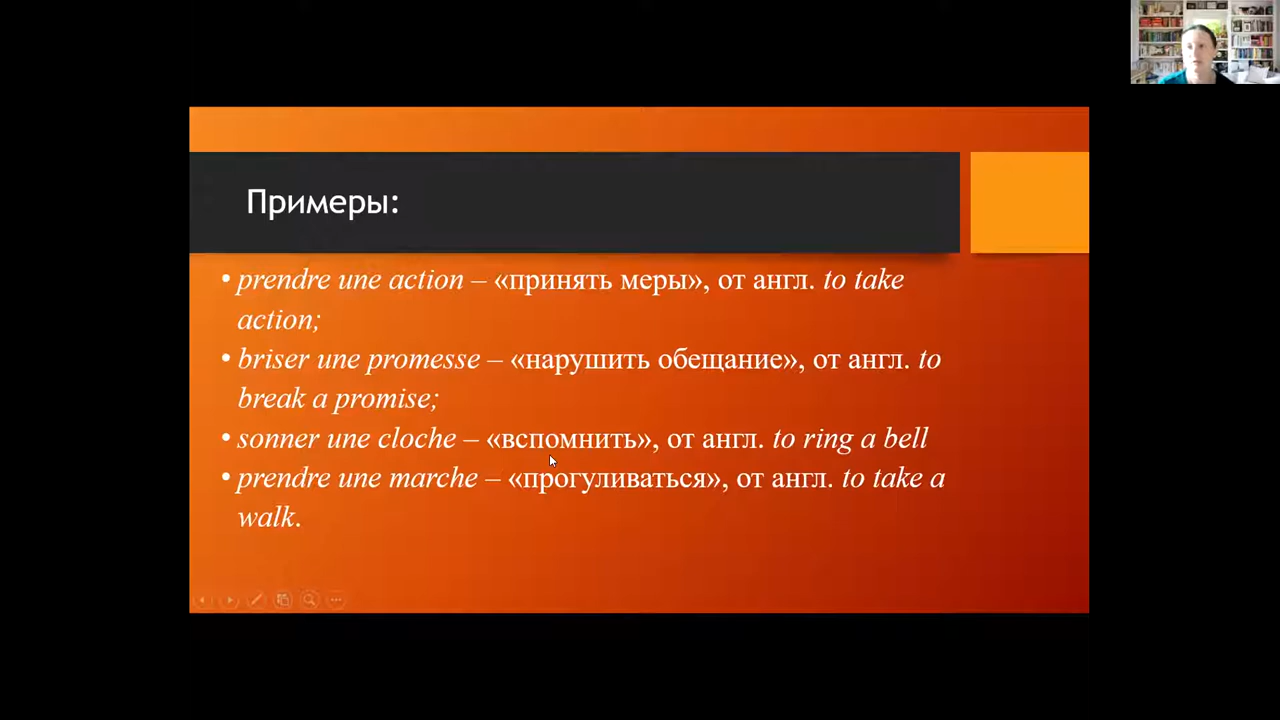 Примеры:
• prendre une action – «принять меры», от англ. to take
action;
• briser une promesse – «нарушить обещание», от англ. to
break a promise;
• sonner une cloche – «вспомнить», от англ. to ring a bell
• prendre une marche – «прогуливаться», от англ. to take a
walk.